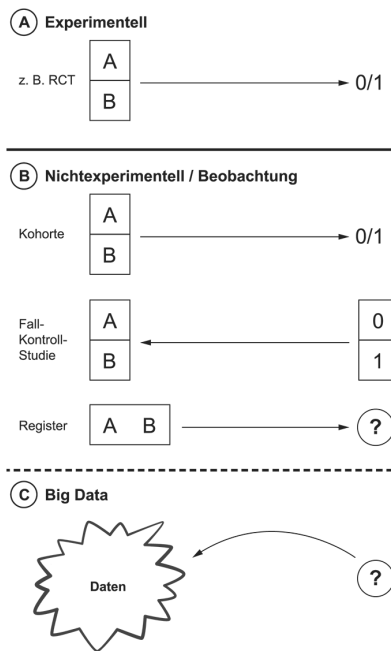 A Experimentell
A
z. B. RCT
0/1
B
B Nichtexperimentell / Beobachtung
A
Kohorte
0/1
B
A
0
Fall-
Kontroll-
Studie
B
1
Register
A B
?
C Big Data
Daten
?